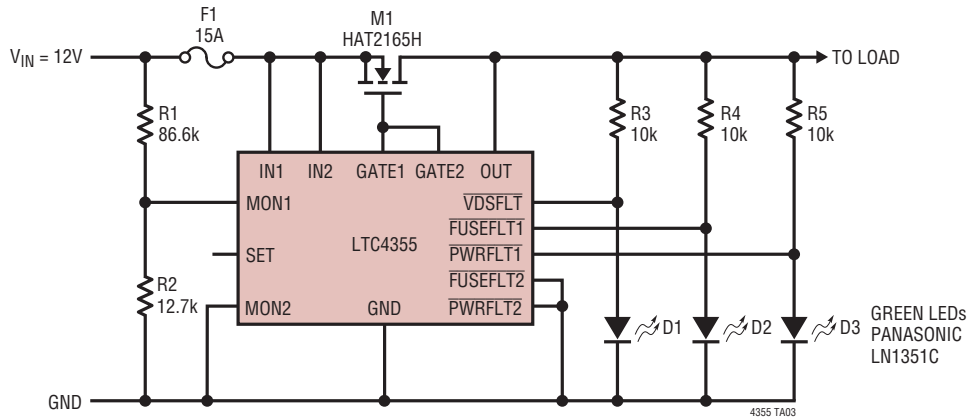 F1
15A
M1
HAT2165H
VIN = 12V
TO LOAD
R1
86.6k
R3
10k
R4
10k
R5
10k
IN1 IN2 GATE1 GATE2 OUT
MON1
VDSFLT
FUSEFLT1
LTC4355
SET
PWRFLT1
FUSEFLT2
R2
12.7k
MON2
GND
PWRFLT2
D1
D2
D3
GREEN LEDs
PANASONIC
LN1351C
GND
4355 TA03